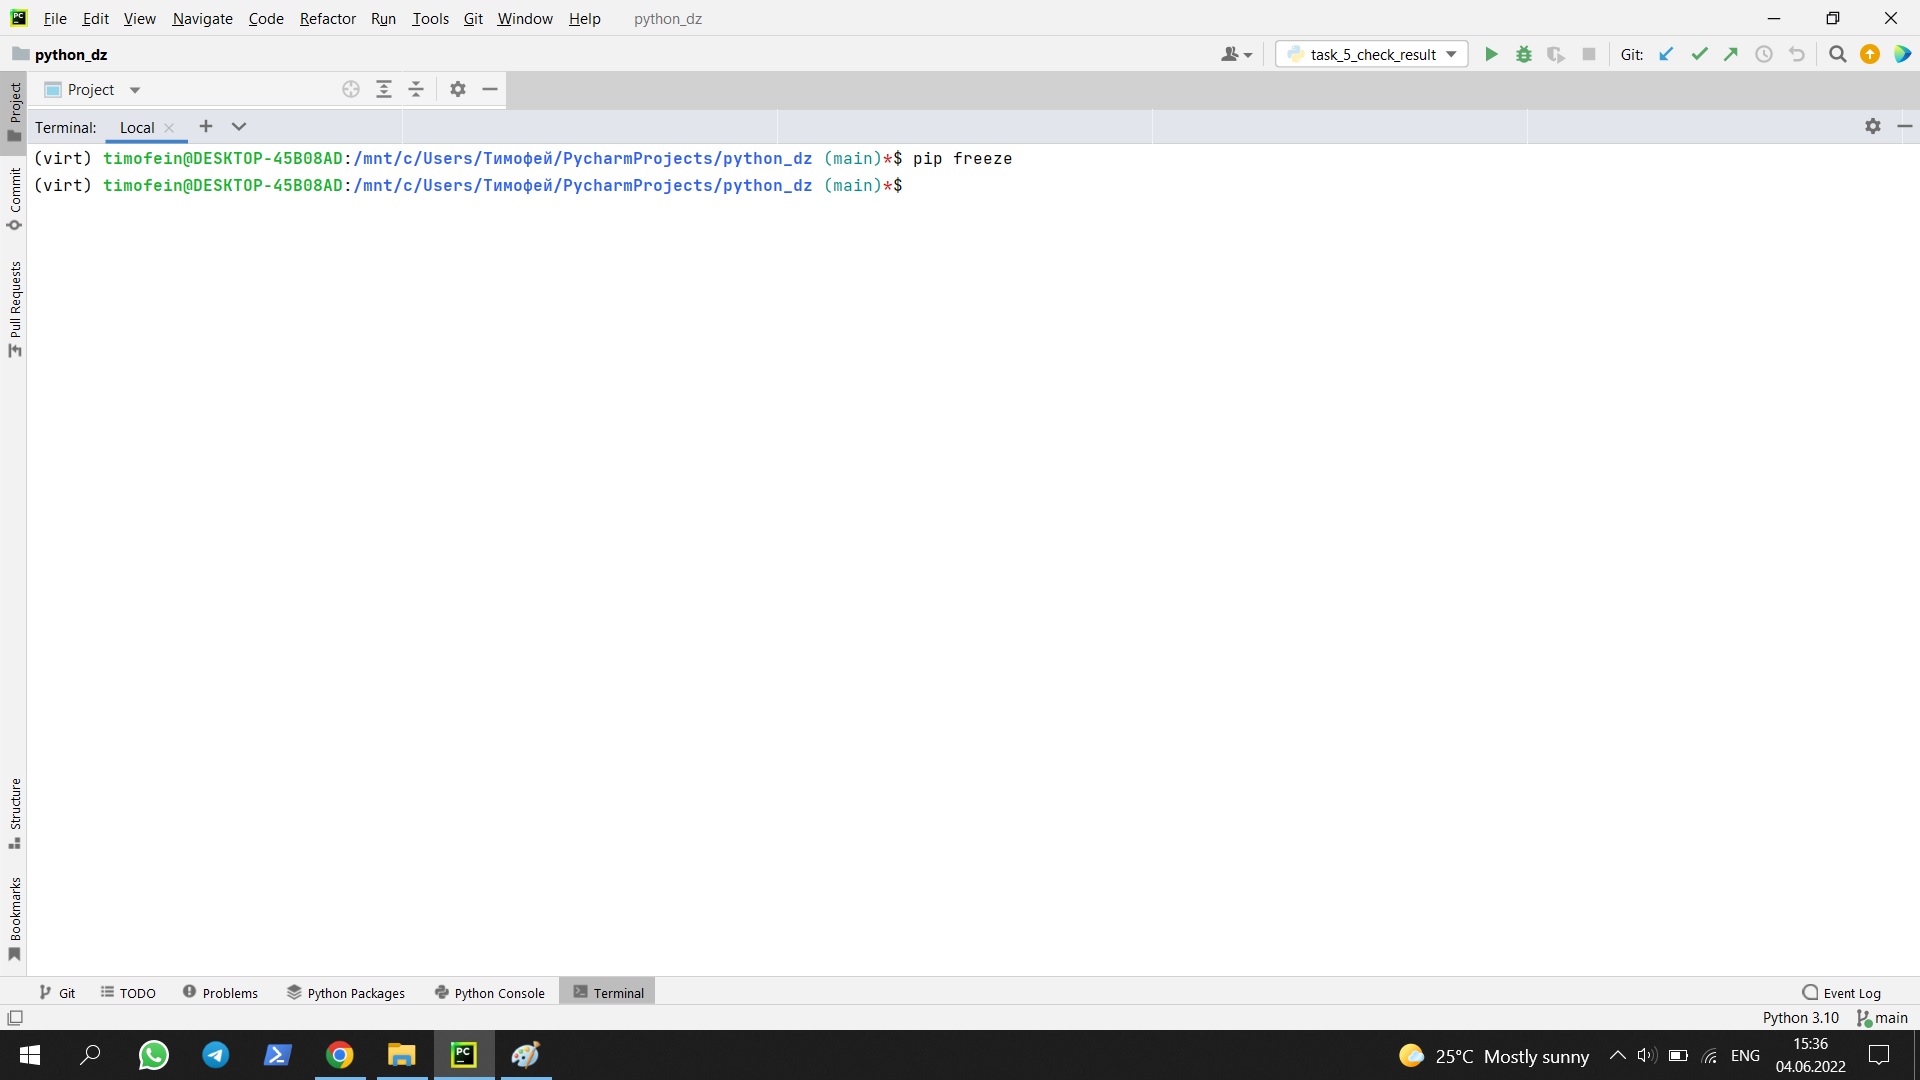 File Edit View Navigate Code Refactor Run Tools Git Window Help python_dz
python_dz task_5_check_result Git:
Project
Terminal: Local
(virt) timofein@DESKTOP-45B08AD:/mnt/c/Users/Тимофей/PycharmProjects/python_dz (main)*$ pip freeze
(virt) timofein@DESKTOP-45B08AD:/mnt/c/Users/Тимофей/PycharmProjects/python_dz (main)*$
Project
Commit
Pull Requests
Structure
Bookmarks
Git TODO Problems Python Packages Python Console Terminal Event Log
Python 3.10 main
25°C Mostly sunny ENG
15:36
04.06.2022